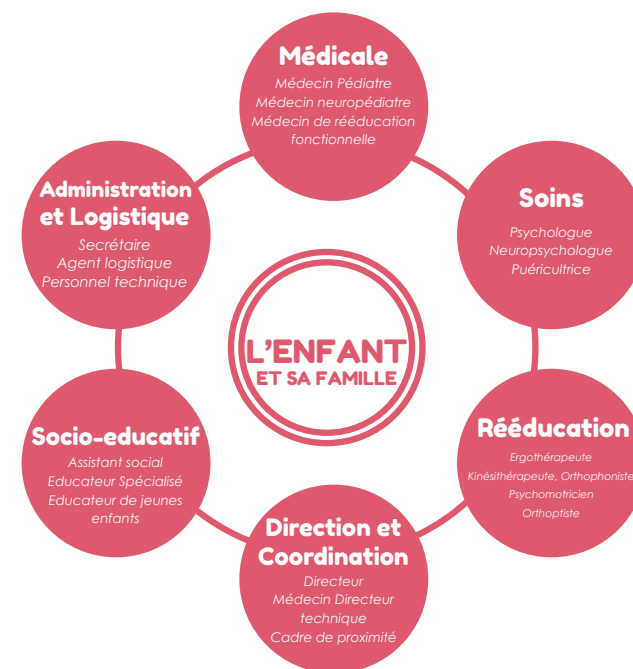 Médicale
Médecin Pédiatre
Médecin neuropédiatre
Médecin de rééducation
fonctionnelle
Soins
Psychologue
Neuropsychologue
Puéricultrice
Rééducation
Ergothérapeute
Kinésithérapeute, Orthophoniste
Psychomotricien
Orthoptiste
Direction et
Coordination
Directeur
Médecin Directeur
technique
Cadre de proximité
Socio-educatif
Assistant social
Educateur Spécialisé
Educateur de jeunes
enfants
Administration
et Logistique
Secrétaire
Agent logistique
Personnel technique
L'ENFANT
ET SA FAMILLE